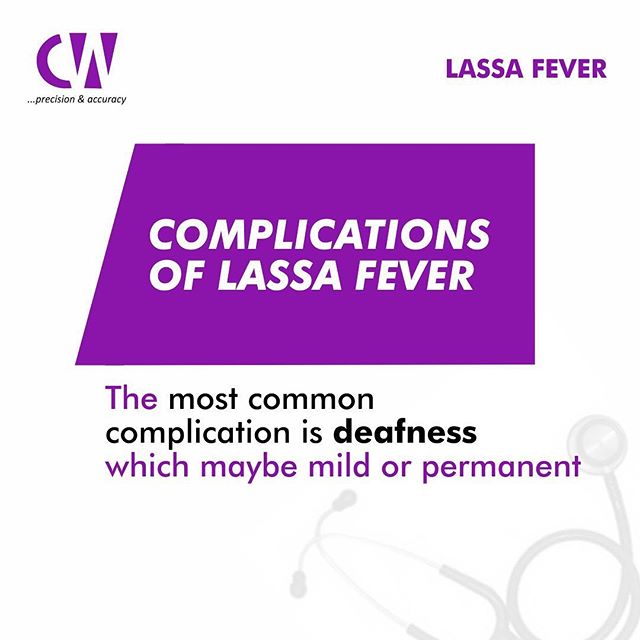 CW
...precision & accuracy
LASSA FEVER
COMPLICATIONS
OF LASSA FEVER
The most common
complication is deafness
which maybe mild or permanent